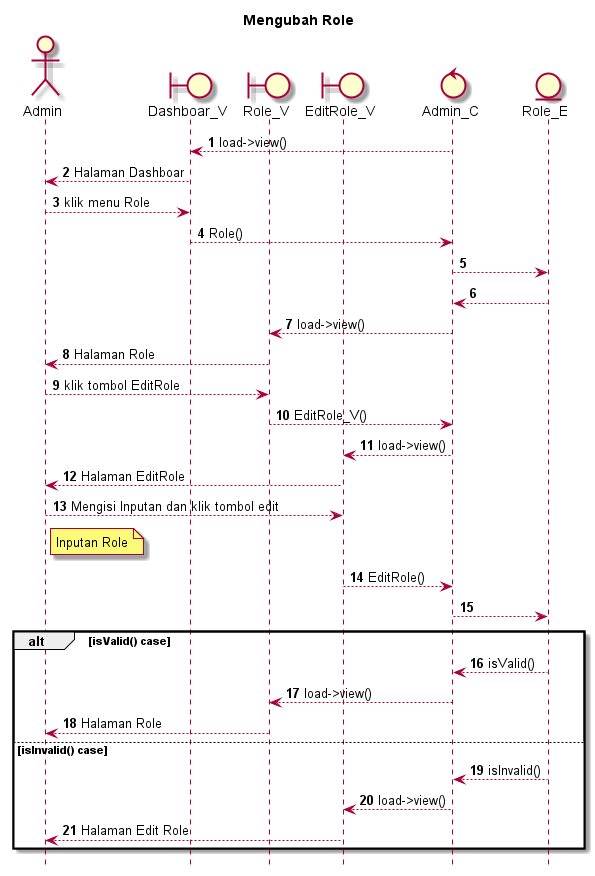 Mengubah Role
Admin
Dashboar_V
Role_V
EditRole_V
Admin_C
Role_E
1 load->view()
2 Halaman Dashboar
3 klik menu Role
4 Role()
5
6
7 load->view()
8 Halaman Role
9 klik tombol EditRole
10 EditRole_V()
11 load->view()
12 Halaman EditRole
13 Mengisi Inputan dan klik tombol edit
Inputan Role
14 EditRole()
15
alt [isValid() case]
16 isValid()
17 load->view()
18 Halaman Role
[isInvalid() case]
19 isInvalid()
20 load->view()
21 Halaman Edit Role